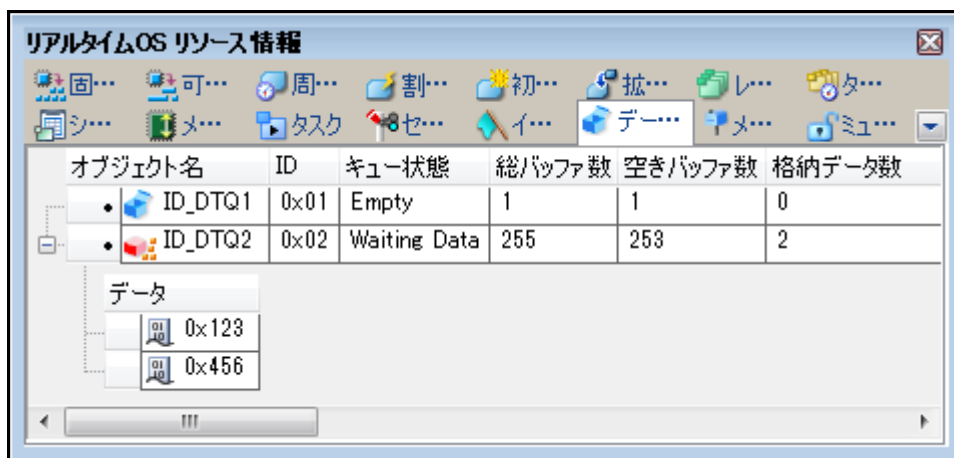 リアルタイムOS リソース情報
固… 可… 周… 割… 初… 拡… レ… タ…
シ… メ… タスク セ… イ… デー… メ… ミュ…
オブジェクト名 ID キュー状態 総バッファ数 空きバッファ数 格納データ数
ID_DTQ1 0x01 Empty 1 1 0
ID_DTQ2 0x02 Waiting Data 255 253 2
データ
0x123
0x456